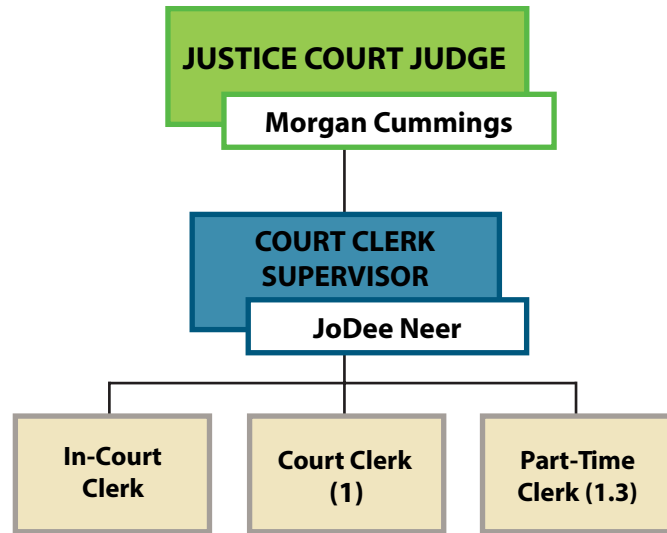 JUSTICE COURT JUDGE
Morgan Cummings
COURT CLERK
SUPERVISOR
JoDee Neer
In-Court
Clerk
Court Clerk
(1)
Part-Time
Clerk (1.3)